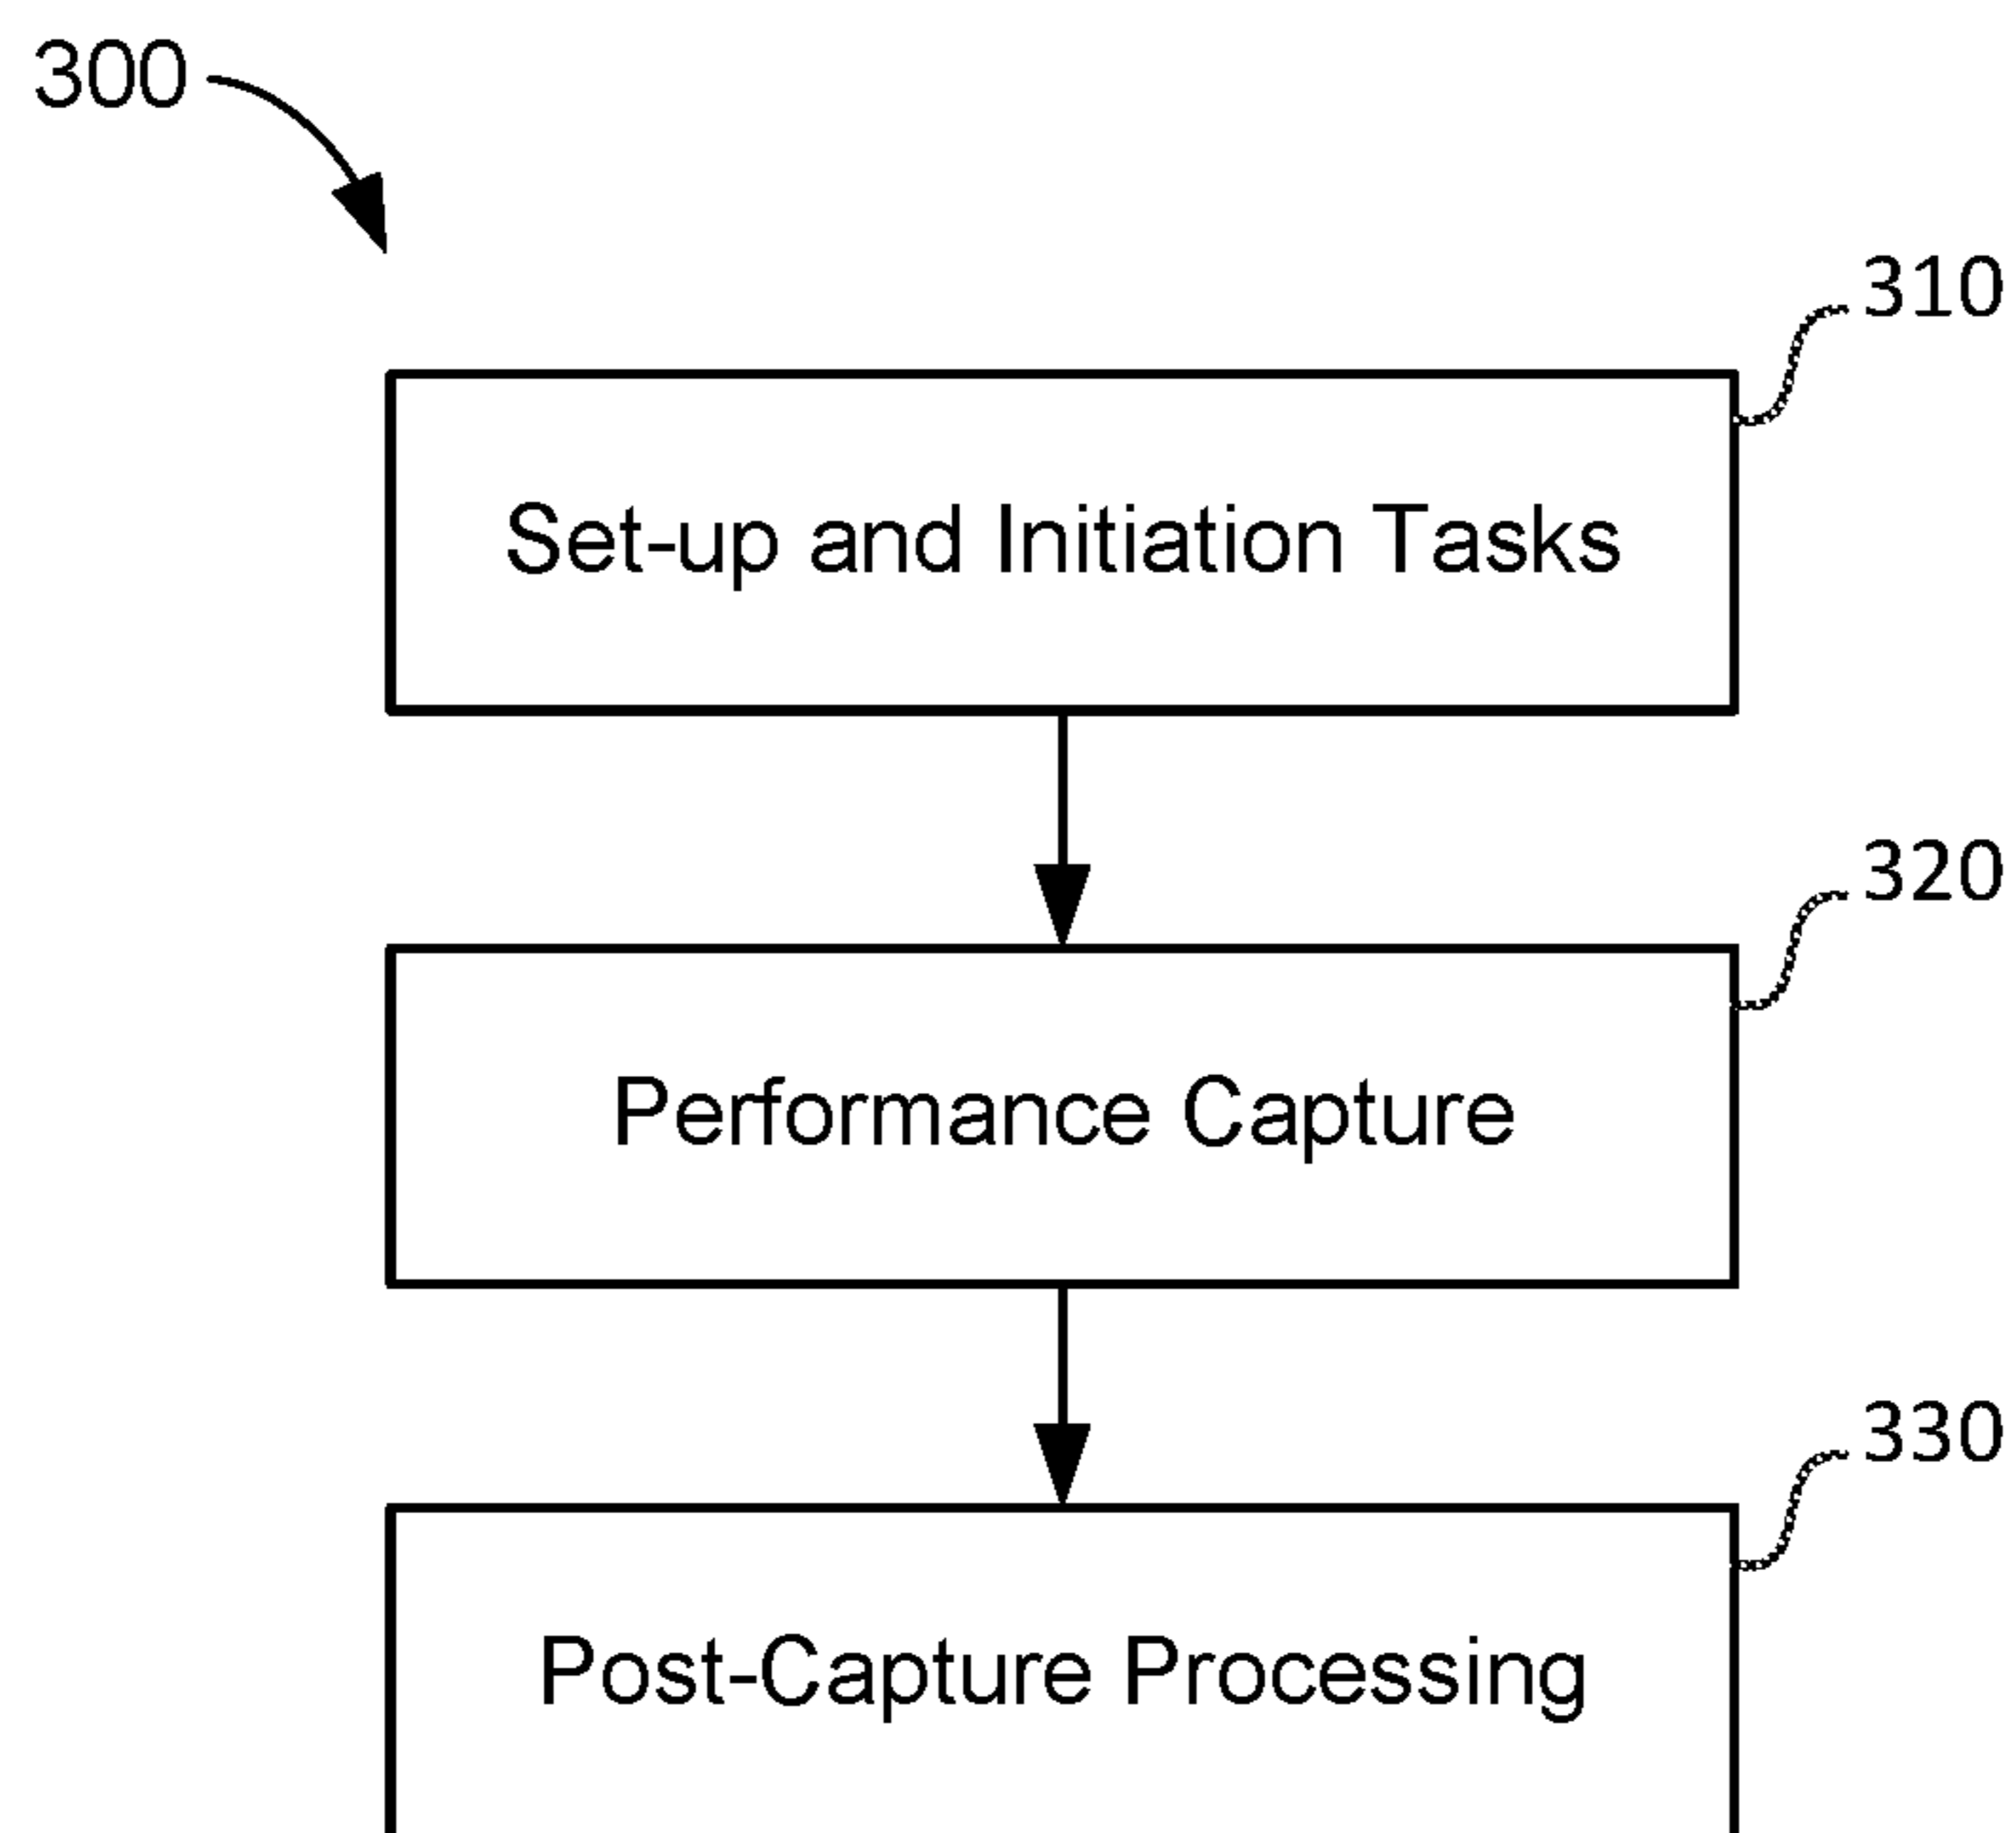 300
310
Set-up and Initiation Tasks
320
Performance Capture
330
Post-Capture Processing